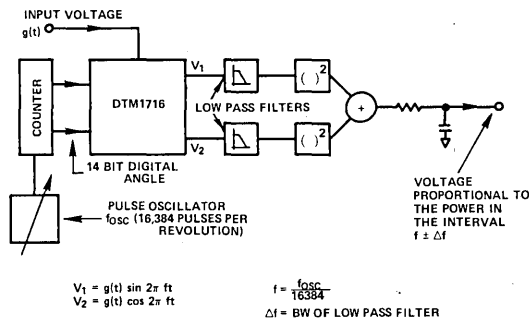 INPUT VOLTAGE
g(t)
COUNTER
DTM1716
V₁
V₂
LOW PASS FILTERS
( )²
( )²
+
14 BIT DIGITAL
ANGLE
PULSE OSCILLATOR
fOSC (16,384 PULSES PER
REVOLUTION)
VOLTAGE
PROPORTIONAL TO
THE POWER IN
THE INTERVAL
f ± Δf
V₁ = g(t) sin 2π ft
V₂ = g(t) cos 2π ft
f = fOSC
16384
Δf = BW OF LOW PASS FILTER